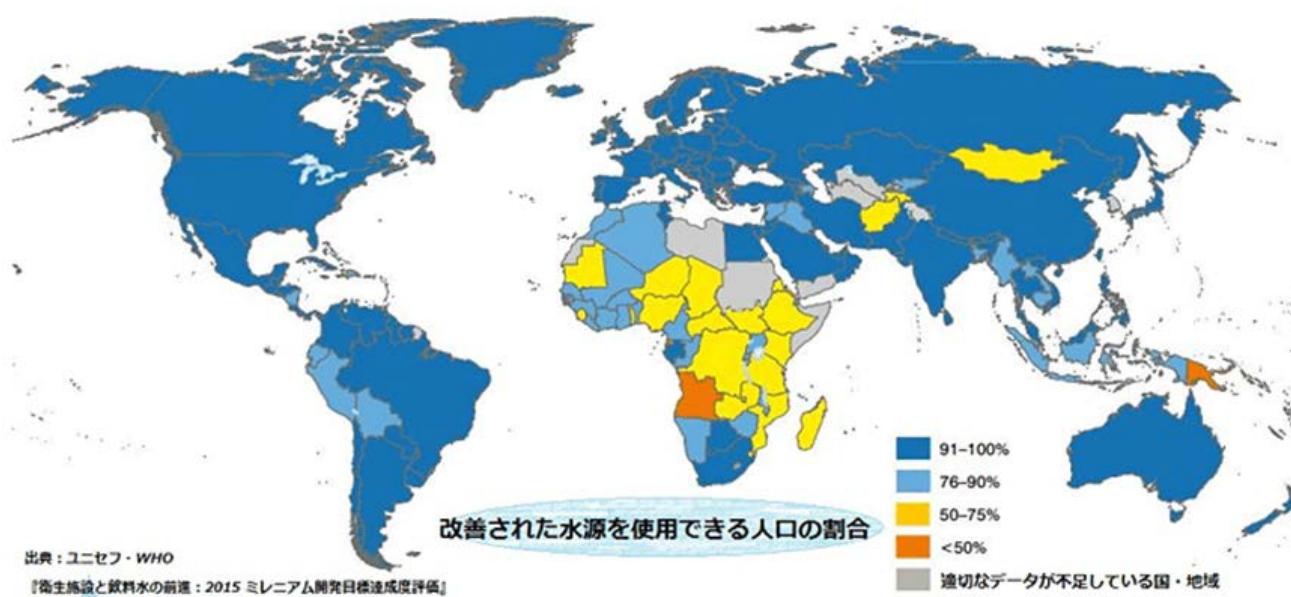 91–100%
76–90%
50–75%
<50%
適切なデータが不足している国・地域
改善された水源を使用できる人口の割合
出典：ユニセフ・WHO
『衛生施設と飲料水の前進：2015 ミレニアム開発目標達成度評価』